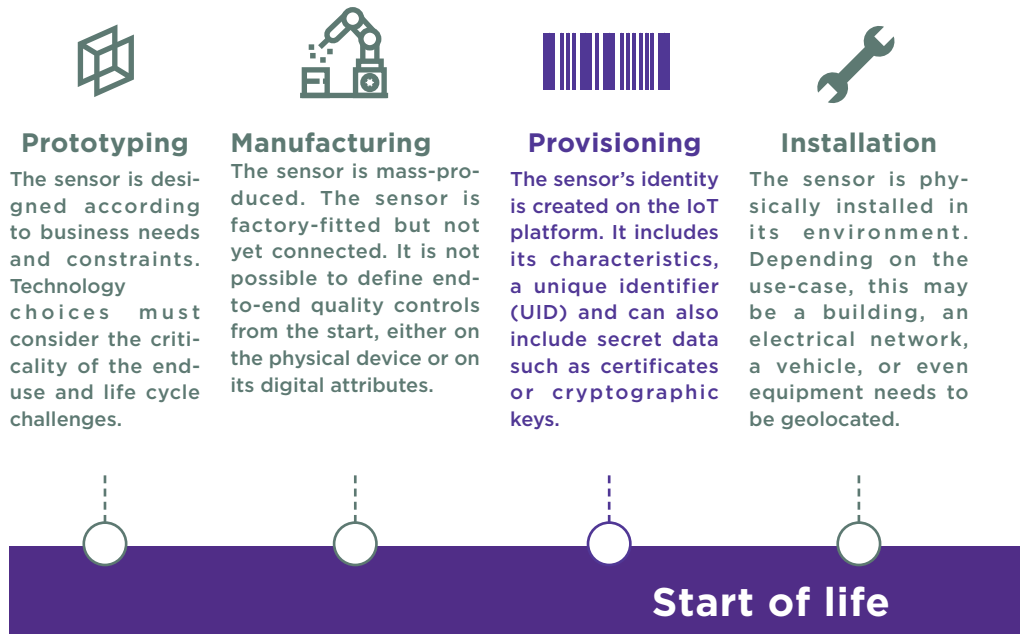 Prototyping
The sensor is desi-
gned according
to business needs
and constraints.
Technology
choices must
consider the criti-
cality of the end-
use and life cycle
challenges.
Manufacturing
The sensor is mass-pro-
duced. The sensor is
factory-fitted but not
yet connected. It is not
possible to define end-
to-end quality controls
from the start, either on
the physical device or on
its digital attributes.
Provisioning
The sensor’s identity
is created on the IoT
platform. It includes
its characteristics,
a unique identifier
(UID) and can also
include secret data
such as certificates
or cryptographic
keys.
Installation
The sensor is phy-
sically installed in
its environment.
Depending on the
use-case, this may
be a building, an
electrical network,
a vehicle, or even
equipment needs to
be geolocated.
Start of life